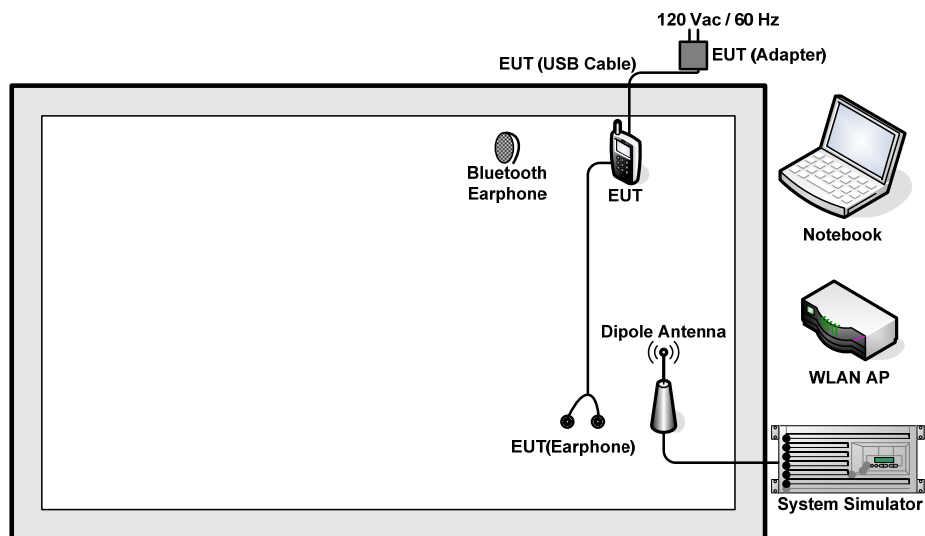 120 Vac / 60 Hz
EUT (Adapter)
EUT (USB Cable)
Bluetooth
Earphone
EUT
Notebook
Dipole Antenna
WLAN AP
EUT(Earphone)
System Simulator